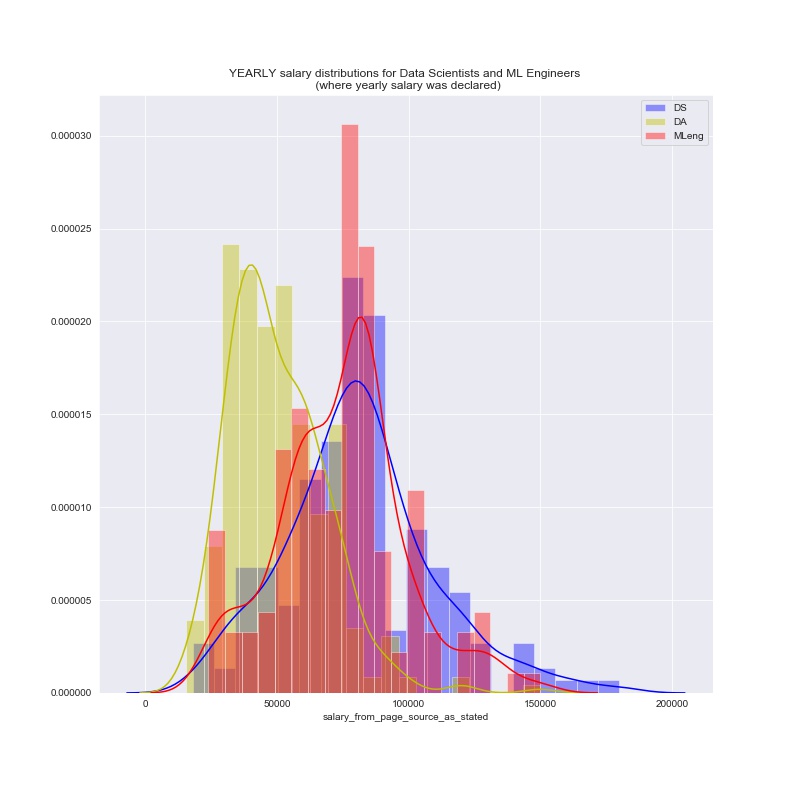 YEARLY salary distributions for Data Scientists and ML Engineers
(where yearly salary was declared)
DS
DA
MLeng
0.000030
0.000025
0.000020
0.000015
0.000010
0.000005
0.000000
0 50000 100000 150000 200000
salary_from_page_source_as_stated